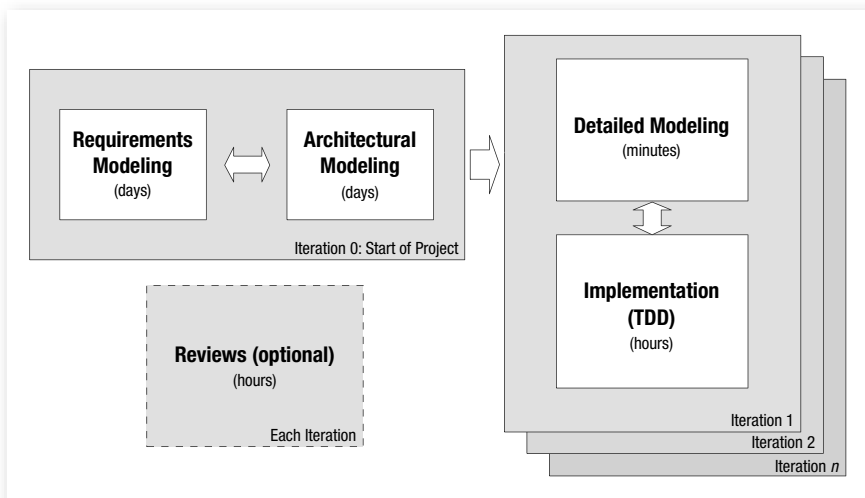 Requirements
Modeling
(days)
Architectural
Modeling
(days)
Iteration 0: Start of Project
Reviews (optional)
(hours)
Each Iteration
Detailed Modeling
(minutes)
Implementation
(TDD)
(hours)
Iteration 1
Iteration 2
Iteration n